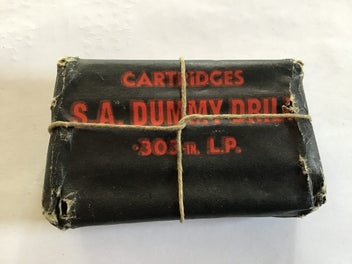 CARTRIDGES
S.A. DUMMY DRILL
·303-IN. L.P.